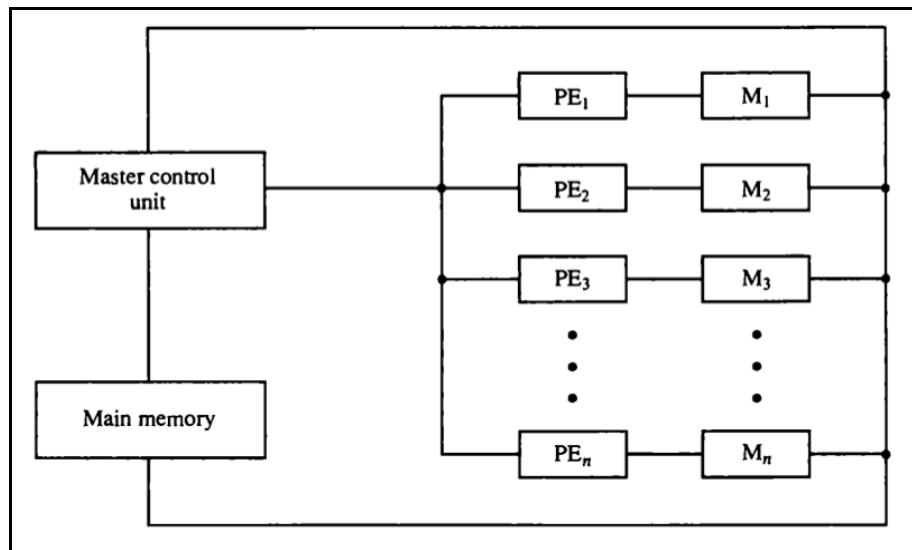 PE₁ M₁
Master control
unit
PE₂ M₂
PE₃ M₃
Main memory
PEₙ Mₙ